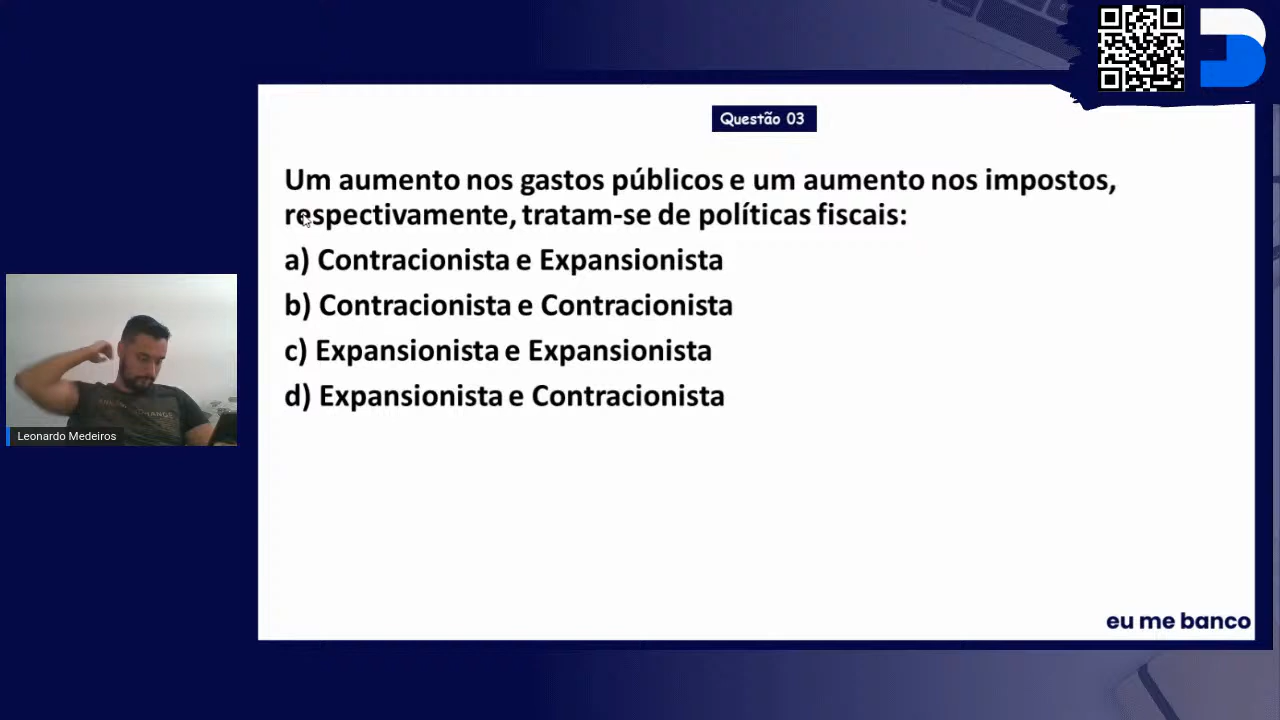 Questão 03
Um aumento nos gastos públicos e um aumento nos impostos,
respectivamente, tratam-se de políticas fiscais:
a) Contracionista e Expansionista
b) Contracionista e Contracionista
c) Expansionista e Expansionista
d) Expansionista e Contracionista
Leonardo Medeiros
eu me banco